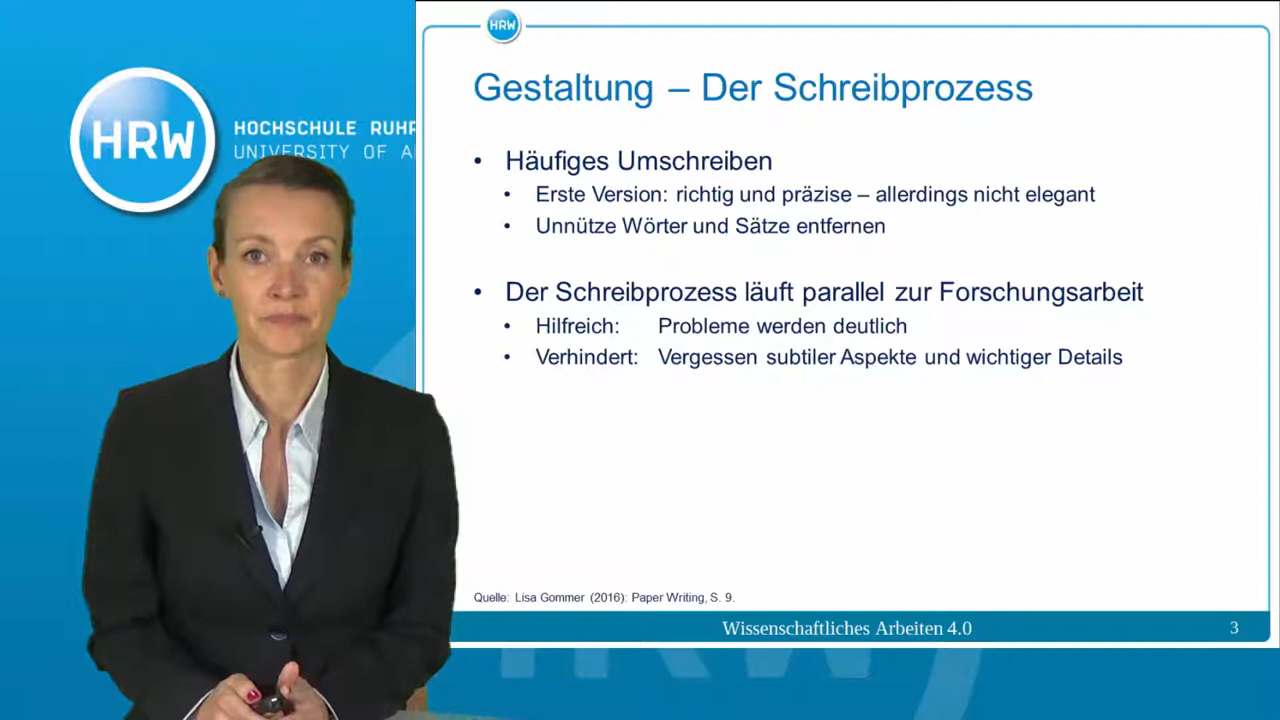 HRW
HOCHSCHULE RUHR
UNIVERSITY OF A
HRW
Gestaltung – Der Schreibprozess
• Häufiges Umschreiben
• Erste Version: richtig und präzise – allerdings nicht elegant
• Unnütze Wörter und Sätze entfernen
• Der Schreibprozess läuft parallel zur Forschungsarbeit
• Hilfreich: Probleme werden deutlich
• Verhindert: Vergessen subtiler Aspekte und wichtiger Details
Quelle: Lisa Gommer (2016): Paper Writing, S. 9.
Wissenschaftliches Arbeiten 4.0 3
HRW